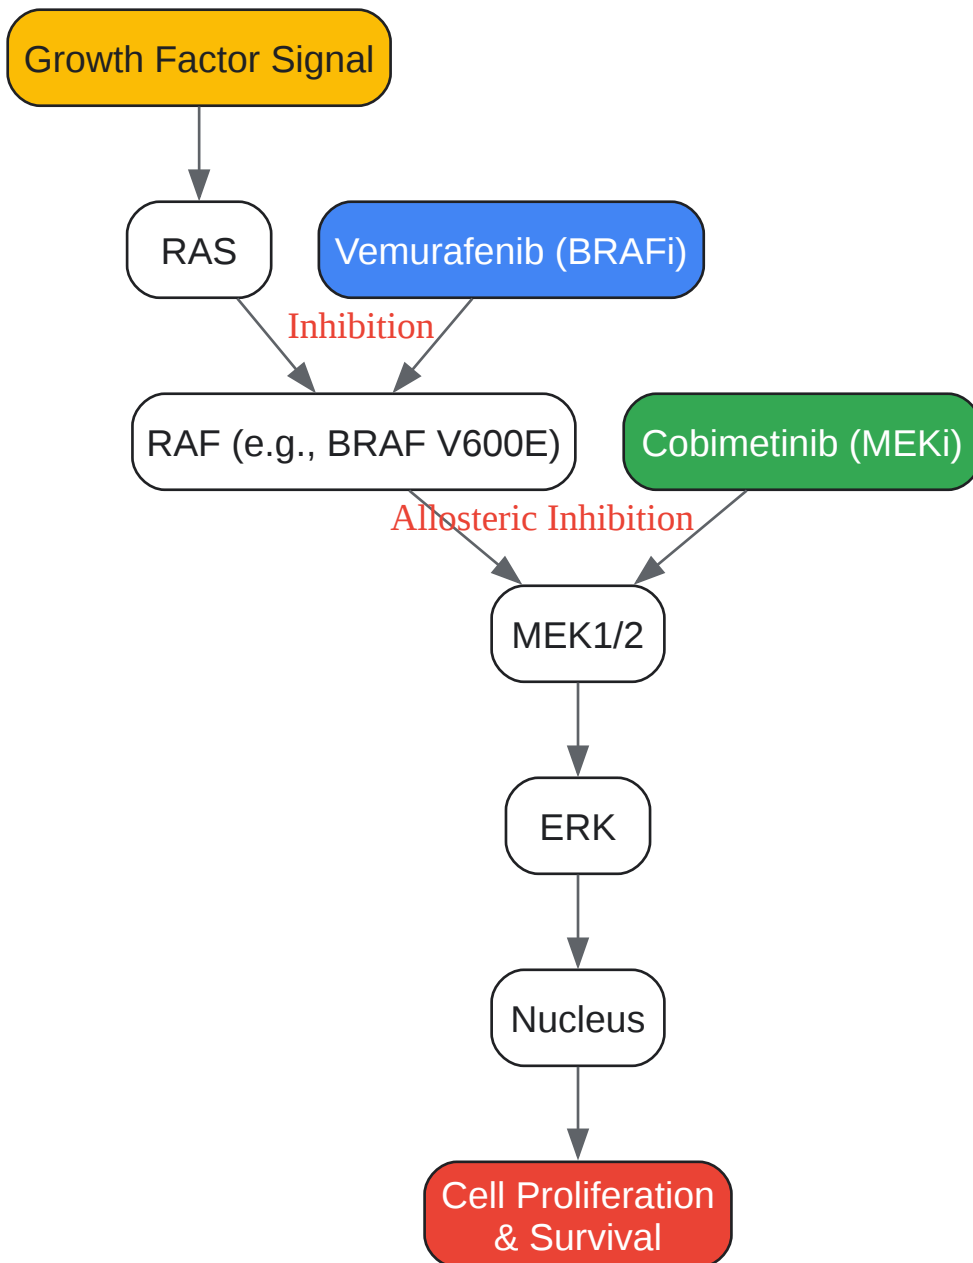 Growth Factor Signal
RAS
Vemurafenib (BRAFi)
Inhibition
RAF (e.g., BRAF V600E)
Cobimetinib (MEKi)
Allosteric Inhibition
MEK1/2
ERK
Nucleus
Cell Proliferation
& Survival